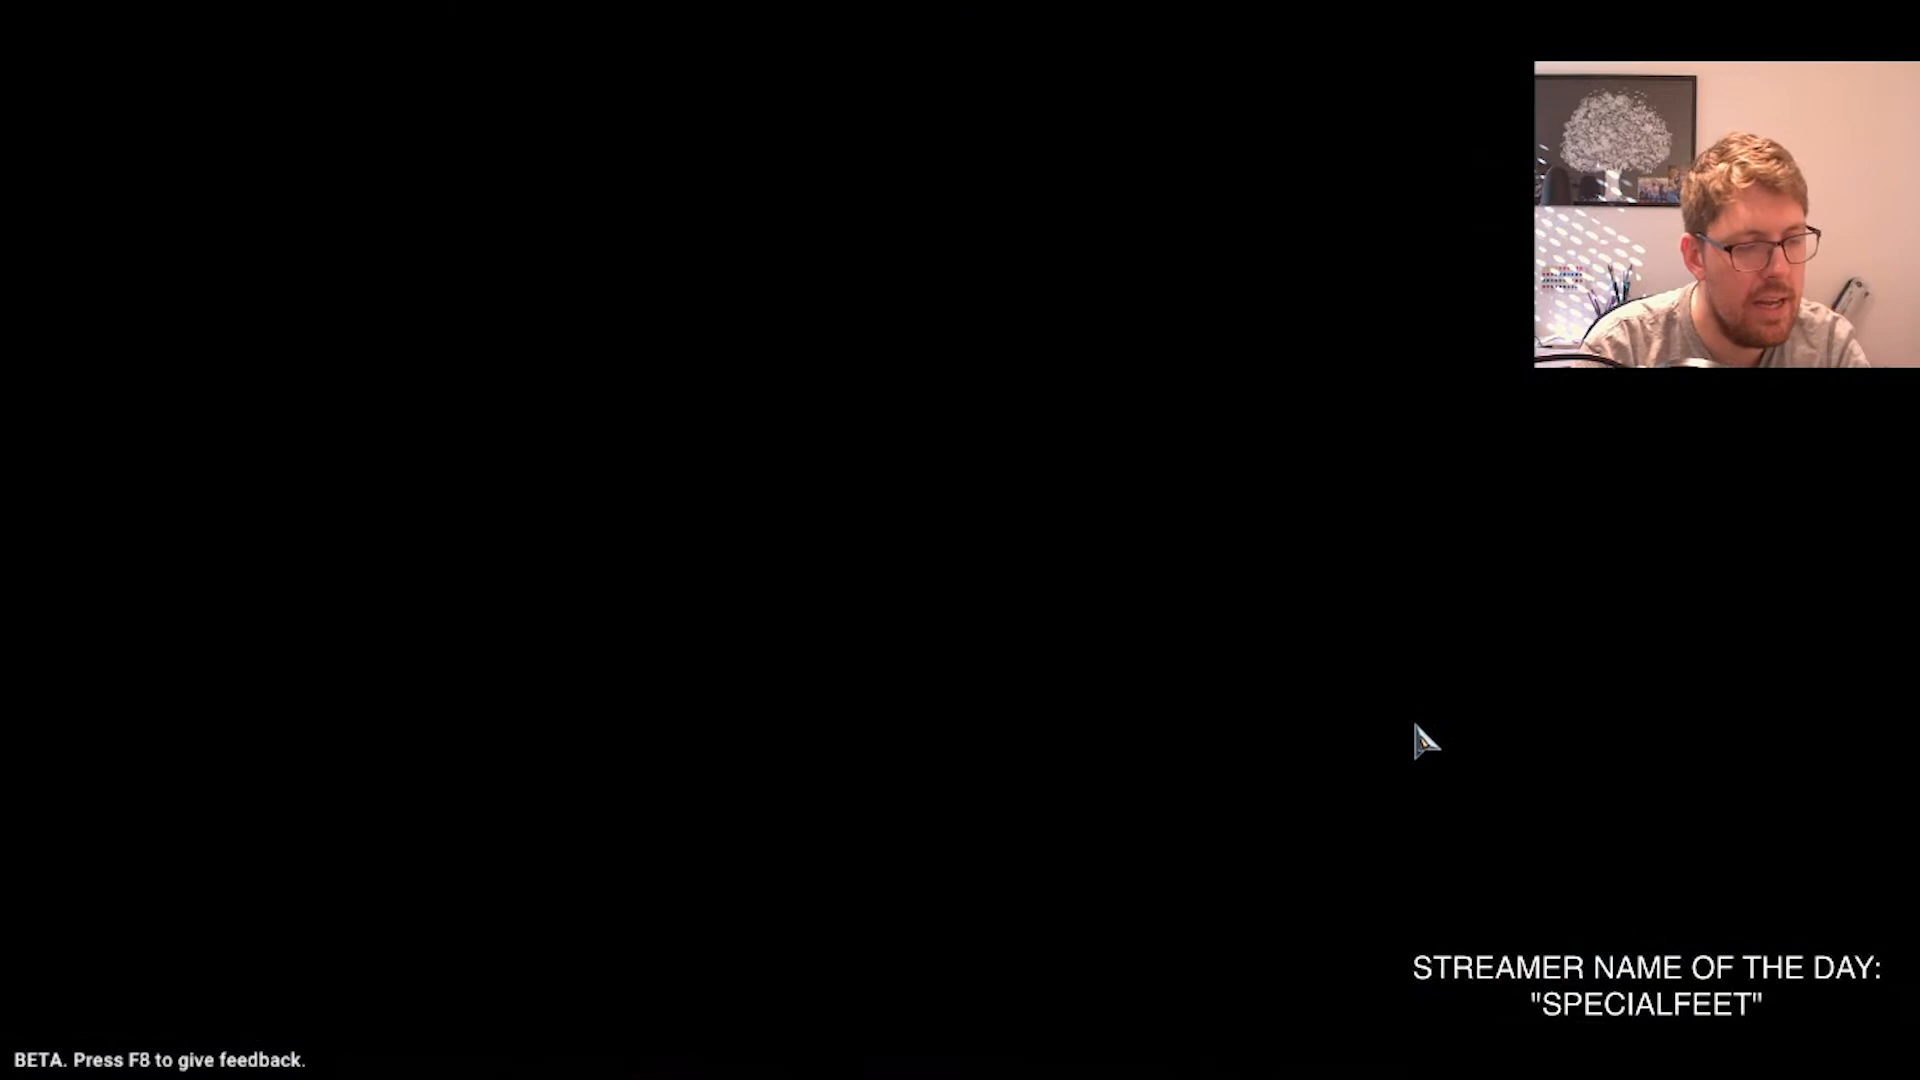 STREAMER NAME OF THE DAY:
"SPECIALFEET"
BETA. Press F8 to give feedback.